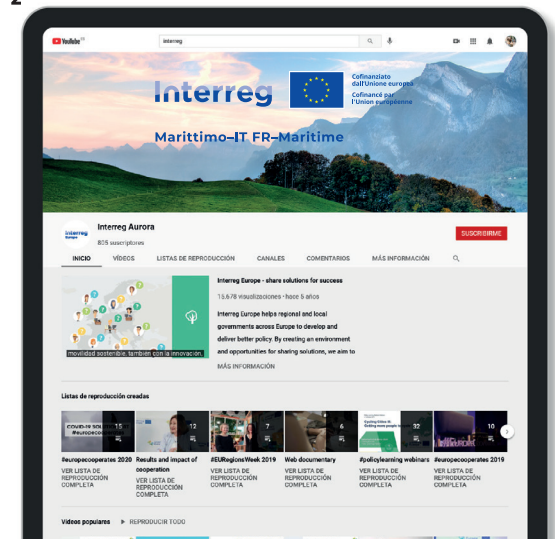 2
YouTube ES
interreg
Interreg
Cofinanziato
dall'Unione europea
Cofinancé par
l'Union européenne
Marittimo–IT FR–Maritime
interreg
Europe
Interreg Aurora
805 suscriptores
SUSCRIBIRME
INICIO VÍDEOS LISTAS DE REPRODUCCIÓN CANALES COMENTARIOS MÁS INFORMACIÓN
Interreg Europe - share solutions for success
15.678 visualizaciones · hace 5 años
Interreg Europe helps regional and local
governments across Europe to develop and
deliver better policy. By creating an environment
and opportunities for sharing solutions, we aim to
MÁS INFORMACIÓN
movilidad sostenible, también con la innovación.
Listas de reproducción creadas
COVID-19
#europecooperates
15
12
7
6
32
10
#europecooperates 2020
VER LISTA DE
REPRODUCCIÓN
COMPLETA
Results and impact of
cooperation
VER LISTA DE
REPRODUCCIÓN
COMPLETA
#EURegionsWeek 2019
VER LISTA DE
REPRODUCCIÓN
COMPLETA
Web documentary
VER LISTA DE
REPRODUCCIÓN
COMPLETA
#policylearning webinars
VER LISTA DE
REPRODUCCIÓN
COMPLETA
#europecooperates 2019
VER LISTA DE
REPRODUCCIÓN
COMPLETA
Vídeos populares REPRODUCIR TODO